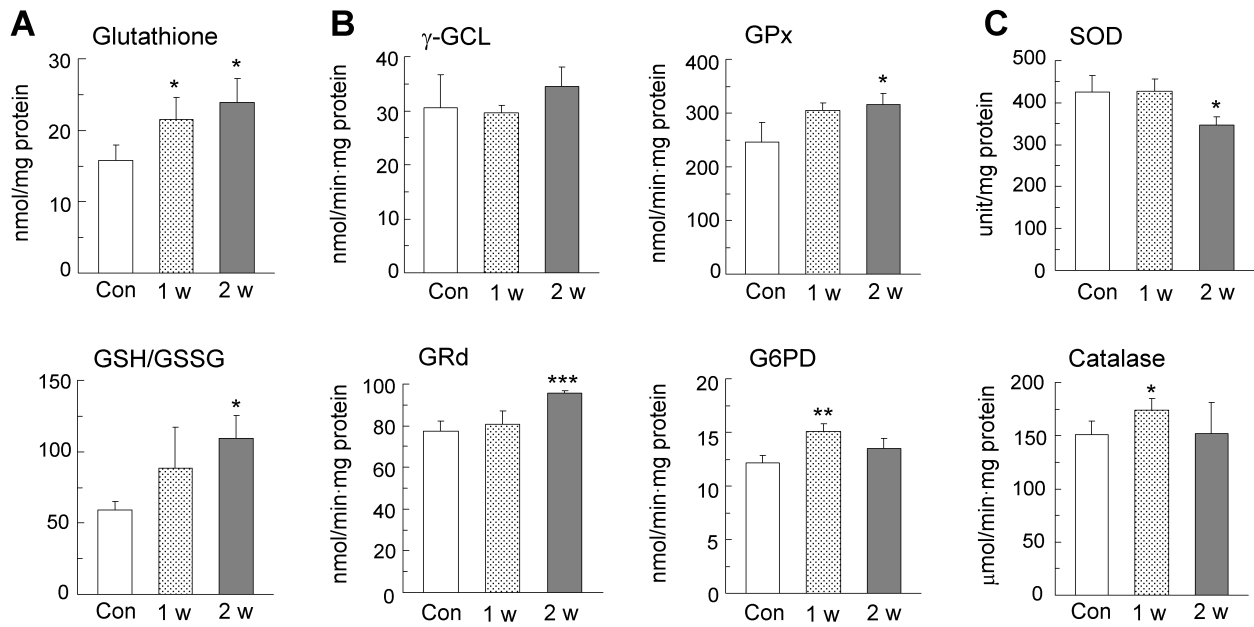 A
Glutathione
nmol/mg protein
30
20
10
0
*
*
Con 1 w 2 w
GSH/GSSG
150
100
50
0
*
Con 1 w 2 w
B
γ-GCL
nmol/min·mg protein
40
30
20
10
0
Con 1 w 2 w
GPx
nmol/min·mg protein
400
300
200
100
0
*
Con 1 w 2 w
GRd
nmol/min·mg protein
100
80
60
40
20
0
***
Con 1 w 2 w
G6PD
nmol/min·mg protein
20
15
10
5
0
**
Con 1 w 2 w
C
SOD
unit/mg protein
500
400
300
200
100
0
*
Con 1 w 2 w
Catalase
μmol/min·mg protein
200
150
100
50
0
*
Con 1 w 2 w